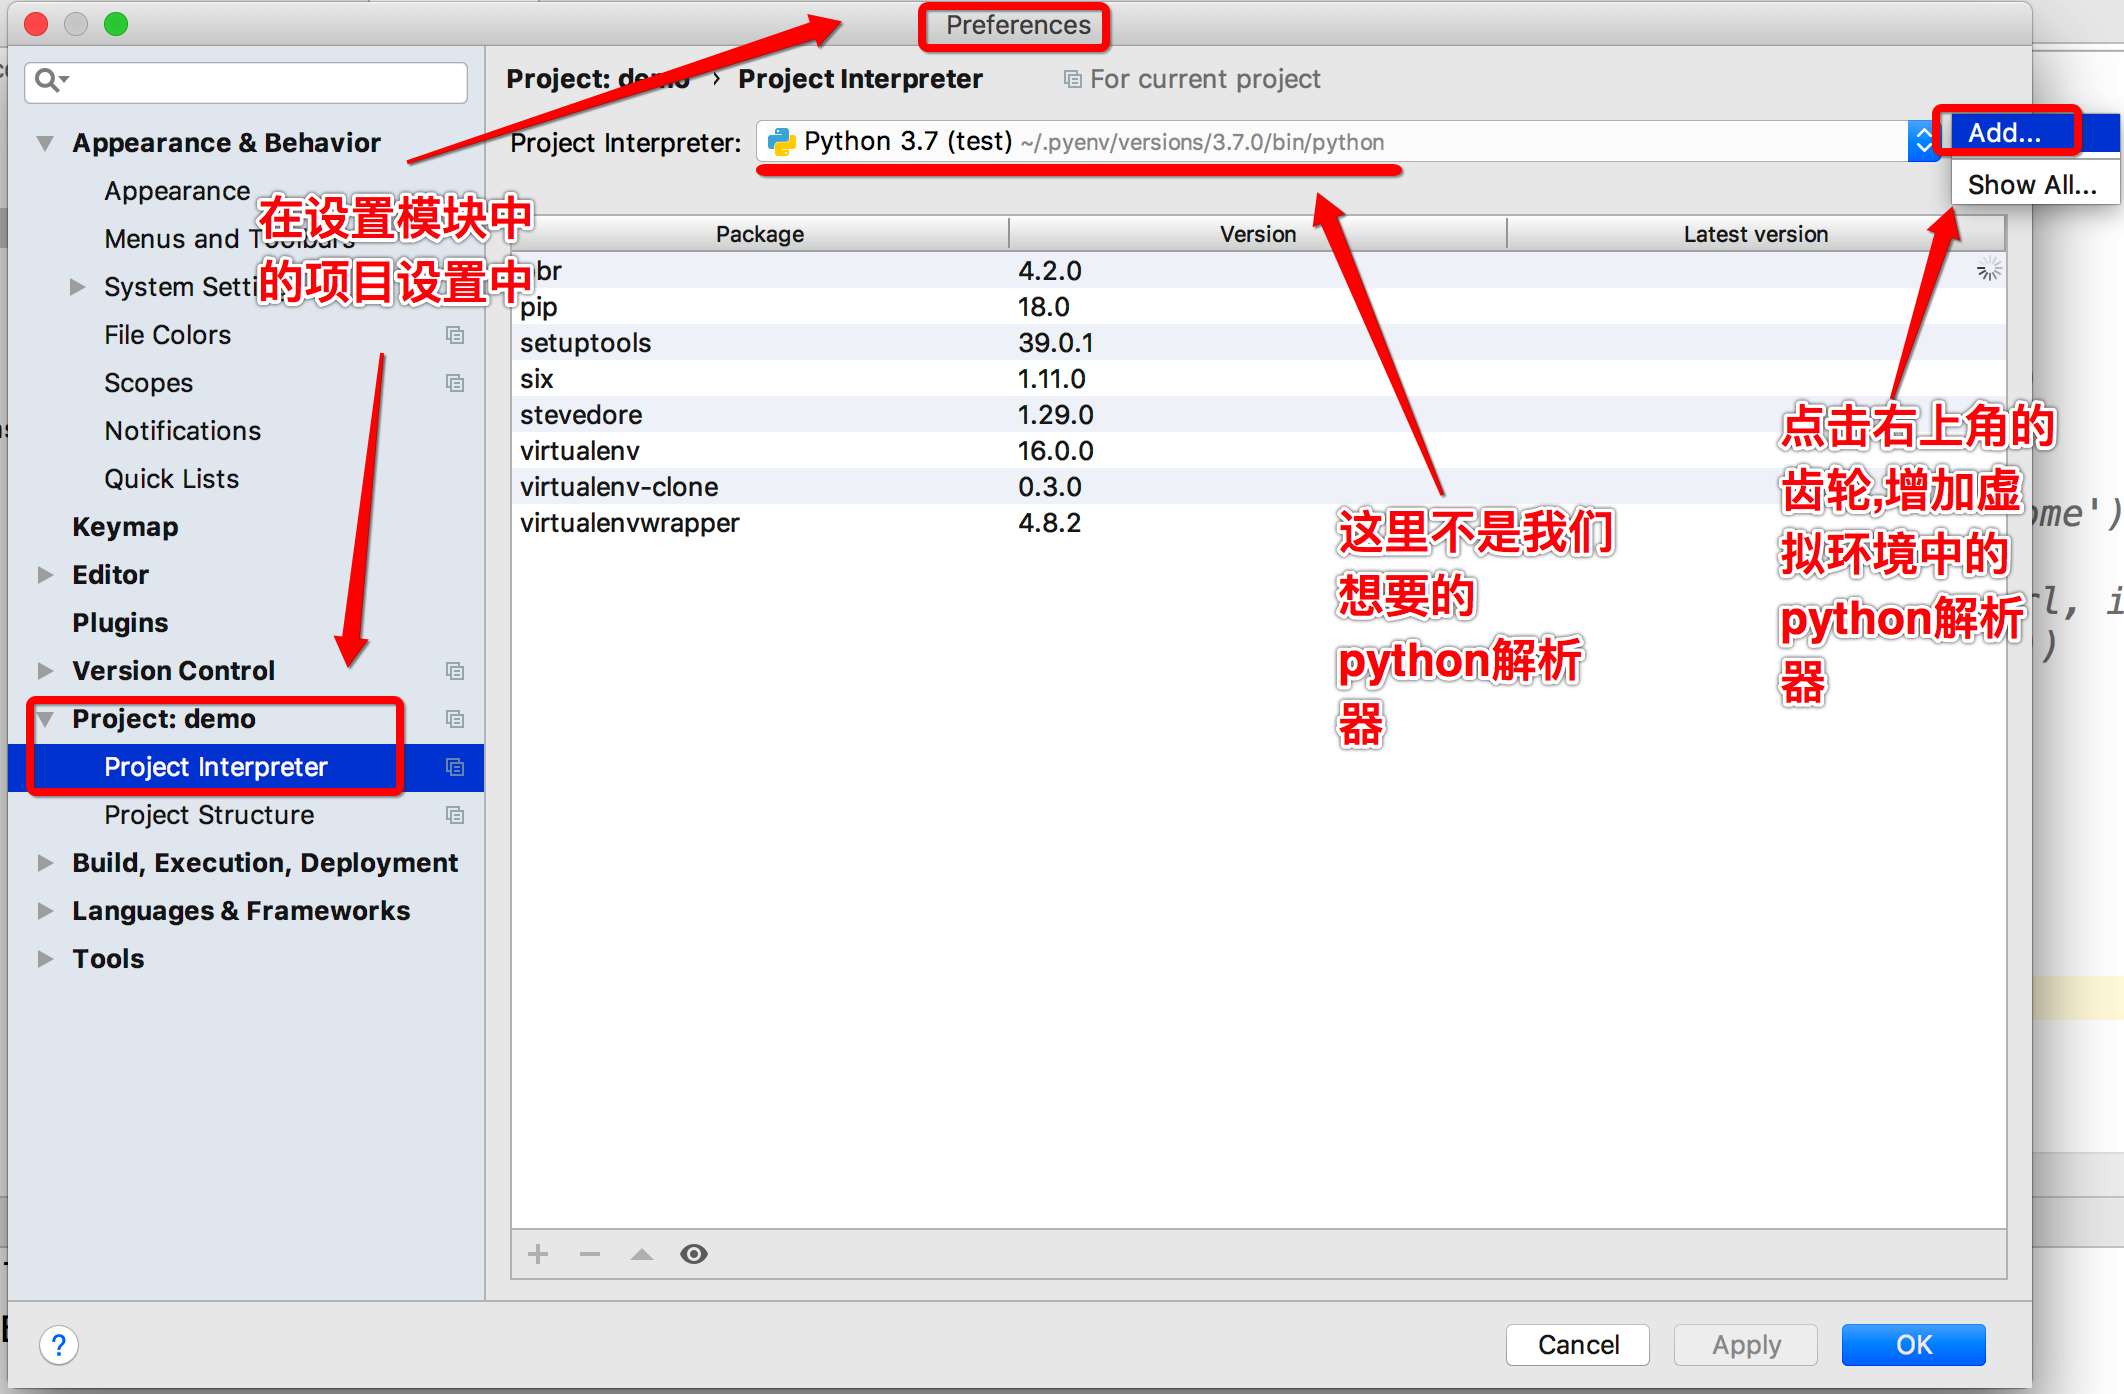 Preferences
Project: demo › Project Interpreter
For current project
Project Interpreter: Python 3.7 (test) ~/.pyenv/versions/3.7.0/bin/python
Add...
Show All...
Appearance & Behavior
Appearance
Menus and Toolbars
System Setti
File Colors
Scopes
Notifications
Quick Lists
Keymap
Editor
Plugins
Version Control
Project: demo
Project Interpreter
Project Structure
Build, Execution, Deployment
Languages & Frameworks
Tools
在设置模块中
的项目设置中
Package Version Latest version
br 4.2.0
pip 18.0
setuptools 39.0.1
six 1.11.0
stevedore 1.29.0
virtualenv 16.0.0
virtualenv-clone 0.3.0
virtualenvwrapper 4.8.2
这里不是我们
想要的
python解析
器
点击右上角的
齿轮,增加虚
拟环境中的
python解析
器
ome')
rl, i
)
?
Cancel
Apply
OK